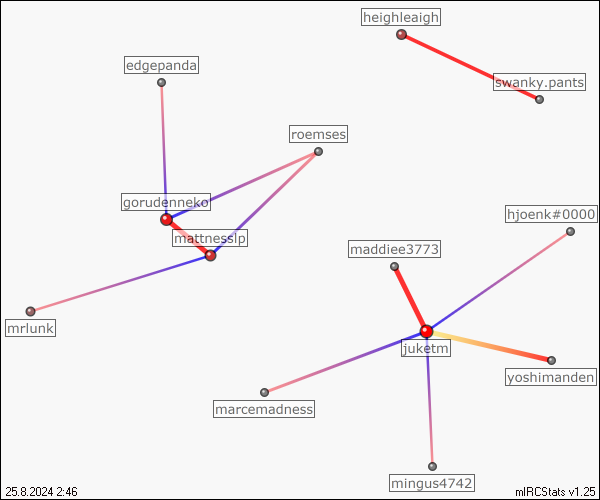 heighleaigh
edgepanda
swanky.pants
roemses
gorudenneko
hjoenk#0000
mattnesslp
maddiee3773
mrlunk
juketm
yoshimanden
marcemadness
mingus4742
25.8.2024 2:46
mIRCStats v1.25